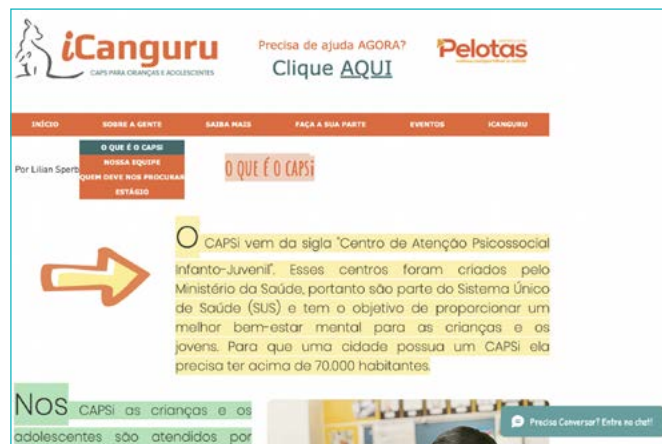 iCanguru
CAPS PARA CRIANÇAS E ADOLESCENTES
Precisa de ajuda AGORA?
Clique AQUI
Pelotas
INÍCIO SOBRE A GENTE SAIBA MAIS FAÇA A SUA PARTE EVENTOS ICANGURU
O QUE É O CAPSI
NOSSA EQUIPE
QUEM DEVE NOS PROCURAR
ESTÁGIO
Por Lilian Sperb
O QUE É O CAPSi
O CAPSi vem da sigla "Centro de Atenção Psicossocial
Infanto-Juvenil". Esses centros foram criados pelo
Ministério da Saúde, portanto são parte do Sistema Único
de Saúde (SUS) e tem o objetivo de proporcionar um
melhor bem-estar mental para as crianças e os
jovens. Para que uma cidade possua um CAPSi ela
precisa ter acima de 70.000 habitantes.
Nos CAPSi as crianças e os
adolescentes são atendidos por
Precisa Conversar? Entre no chat!